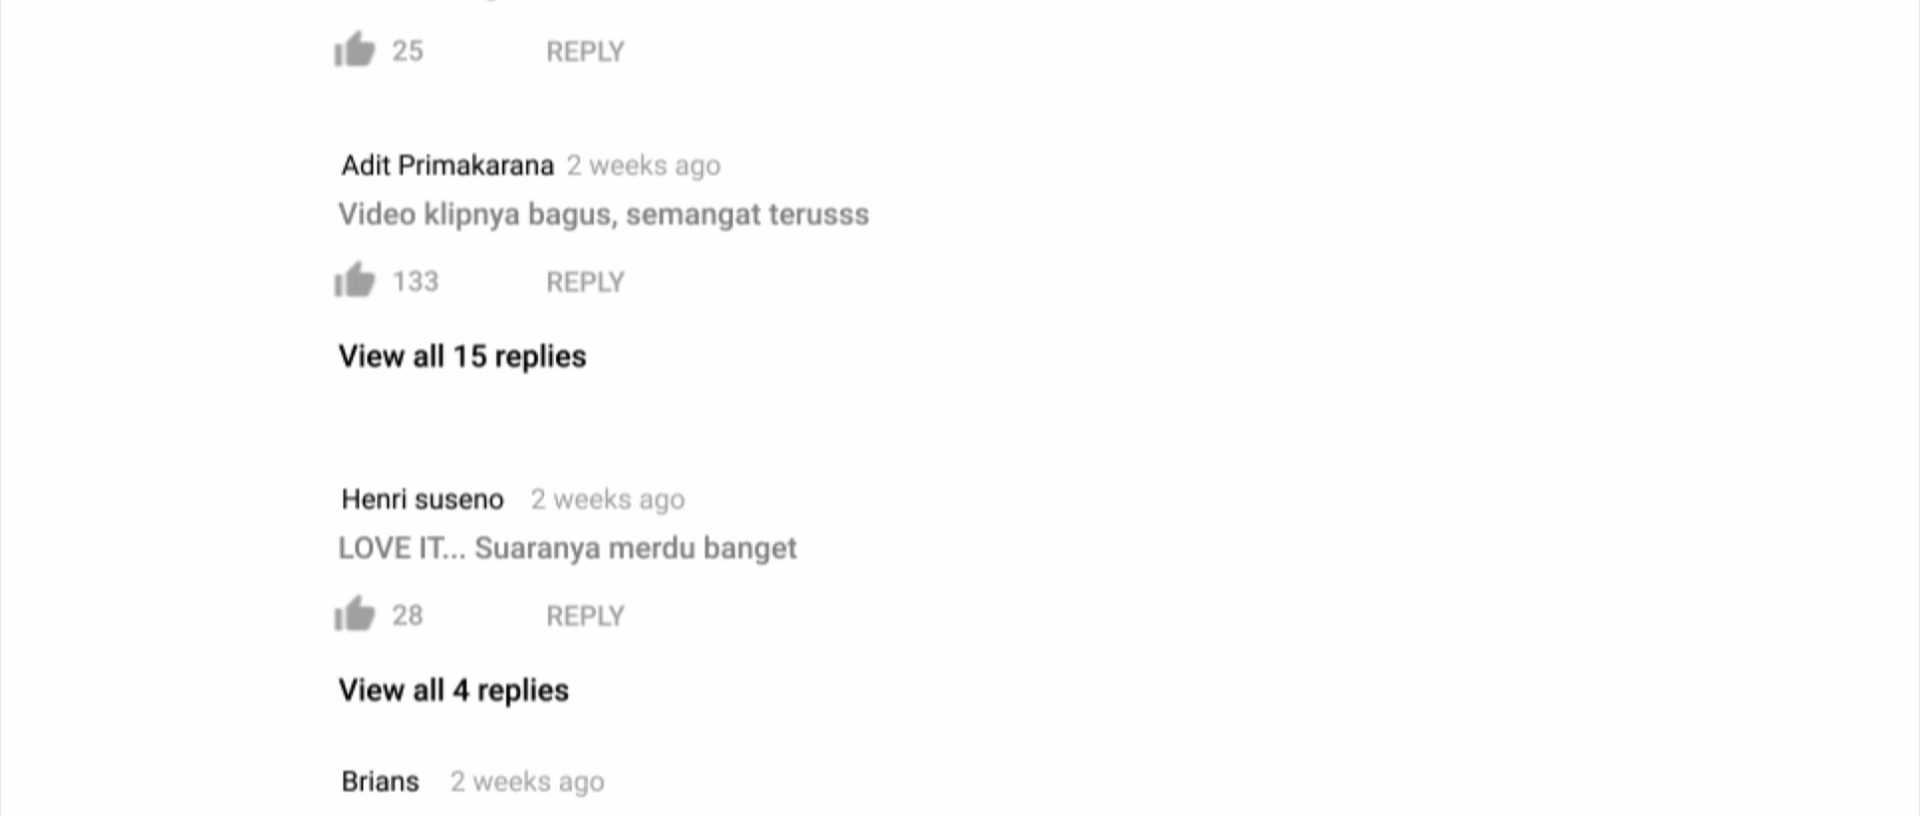 25 REPLY
Adit Primakarana 2 weeks ago
Video klipnya bagus, semangat terusss
133 REPLY
View all 15 replies
Henri suseno 2 weeks ago
LOVE IT... Suaranya merdu banget
28 REPLY
View all 4 replies
Brians 2 weeks ago